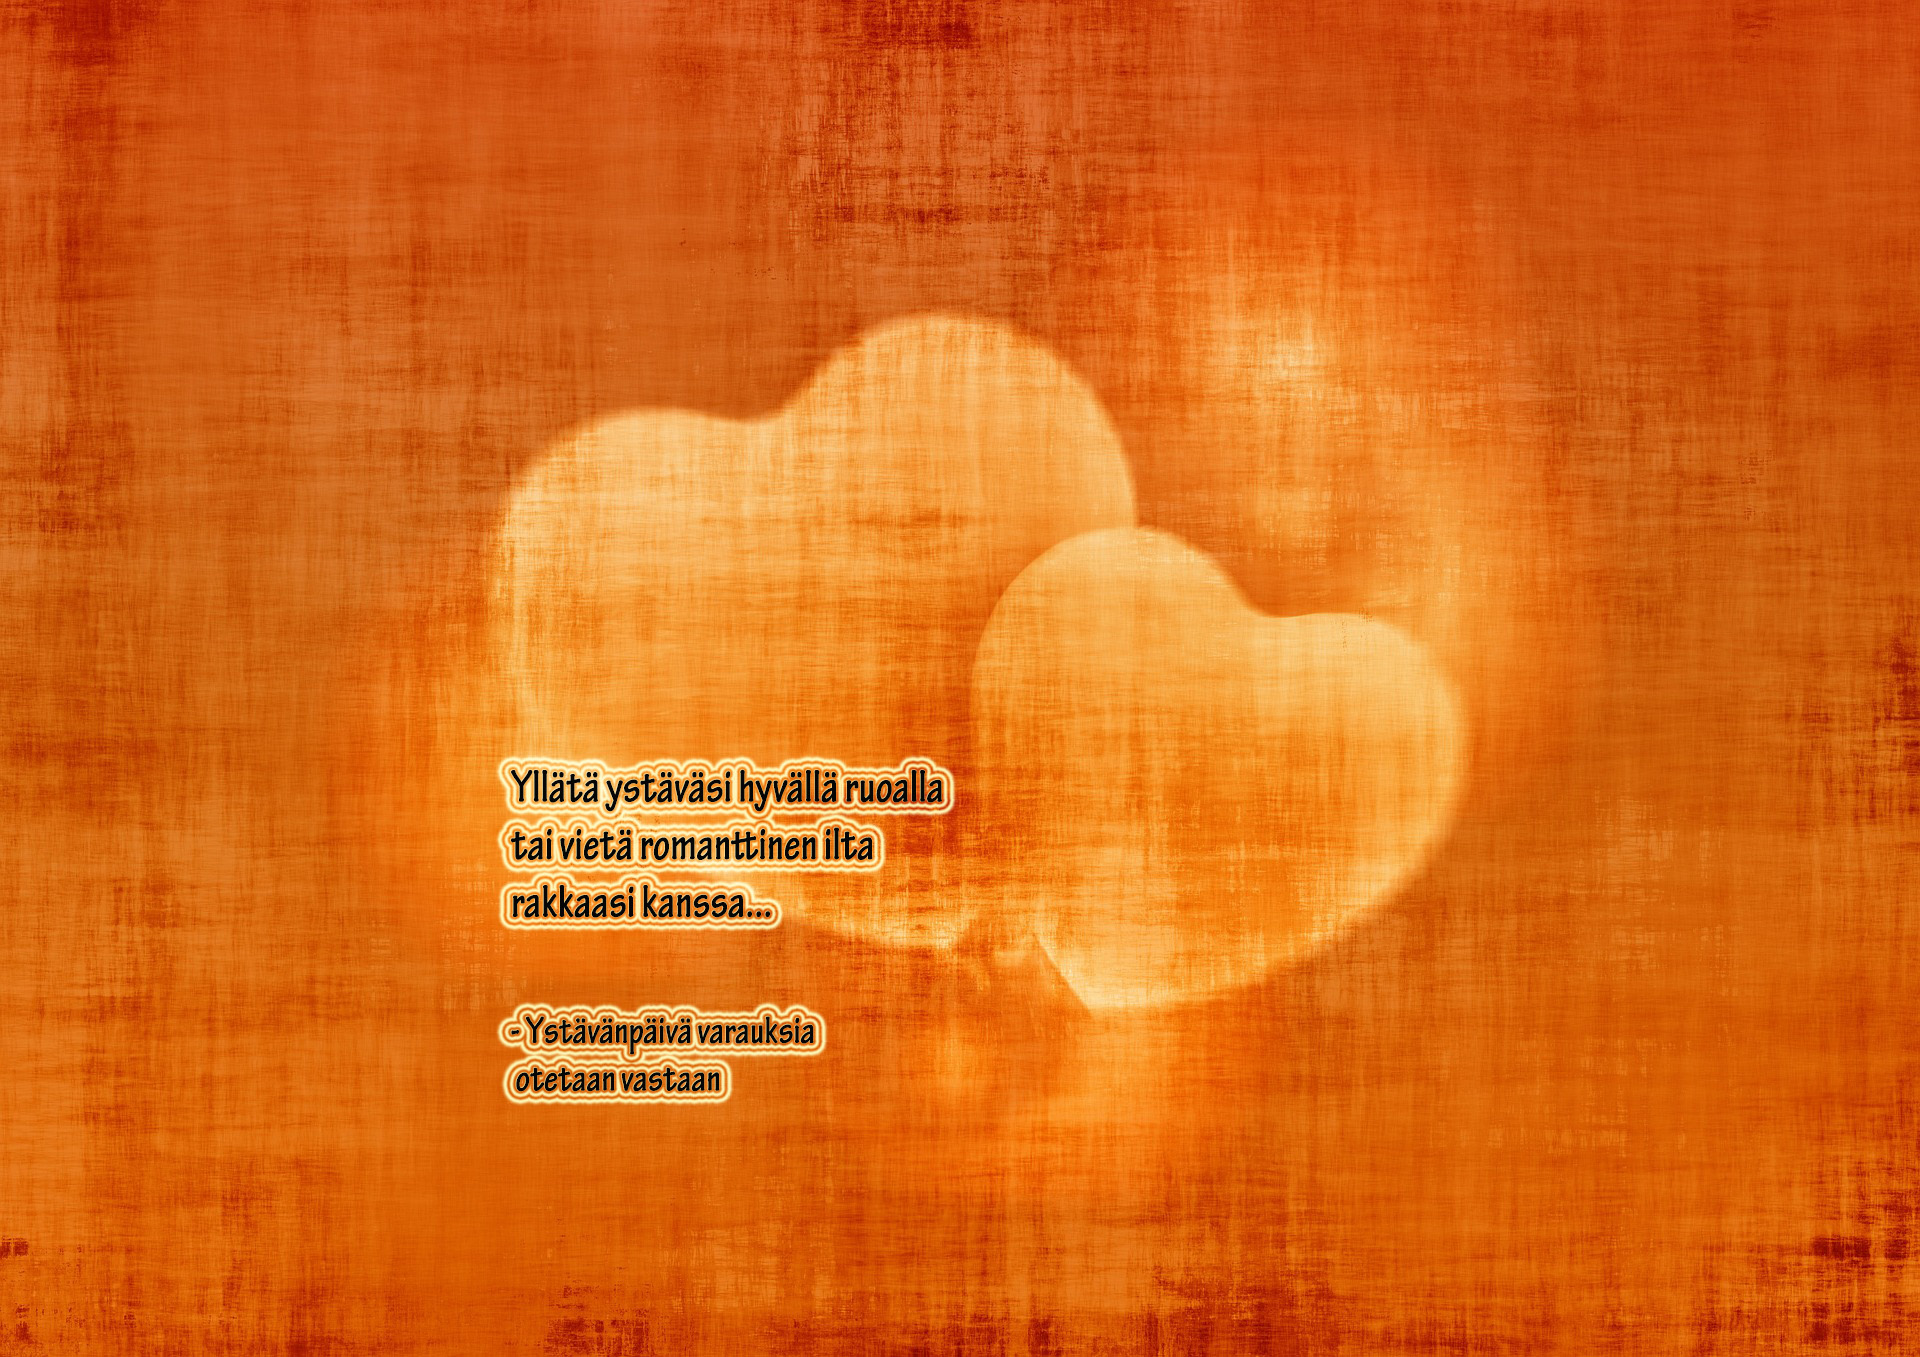 Yllätä ystäväsi hyvällä ruoalla
tai vietä romanttinen ilta
rakkaasi kanssa...
- Ystävänpäivä varauksia
otetaan vastaan